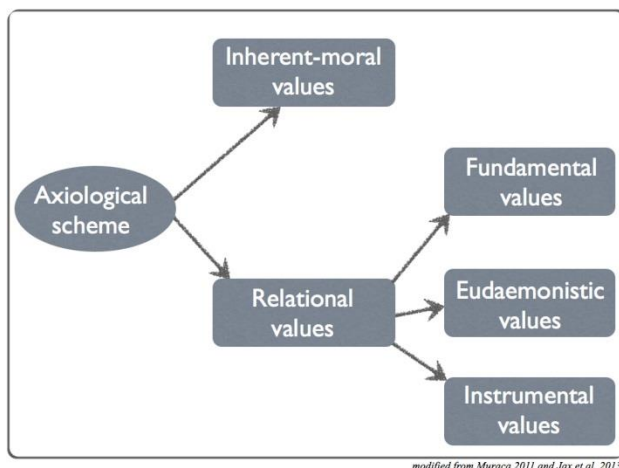 Inherent-moral
values
Axiological
scheme
Fundamental
values
Relational
values
Eudaemonistic
values
Instrumental
values
modified from Muraca 2011 and Jax et al. 2013